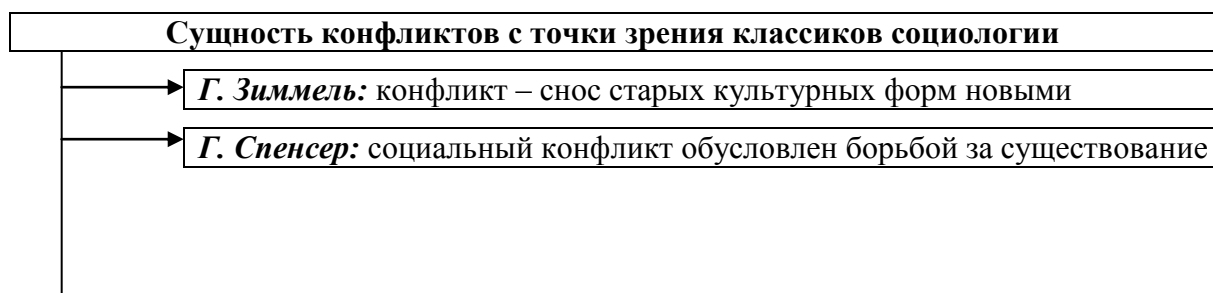 Сущность конфликтов с точки зрения классиков социологии
Г. Зиммель: конфликт – снос старых культурных форм новыми
Г. Спенсер: социальный конфликт обусловлен борьбой за существование